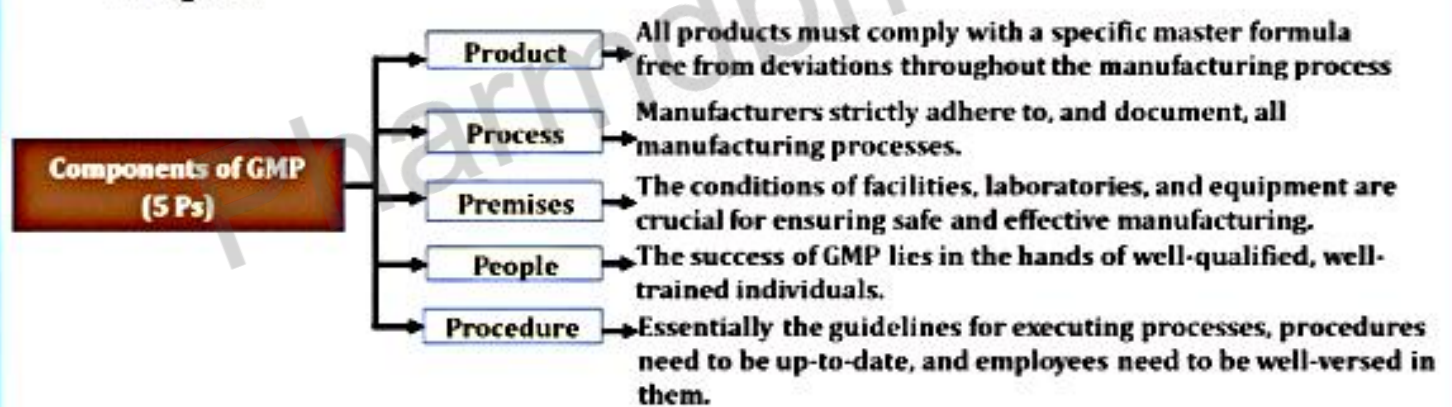 Components of GMP
(5 Ps)
Product
All products must comply with a specific master formula
free from deviations throughout the manufacturing process
Process
Manufacturers strictly adhere to, and document, all
manufacturing processes.
Premises
The conditions of facilities, laboratories, and equipment are
crucial for ensuring safe and effective manufacturing.
People
The success of GMP lies in the hands of well-qualified, well-
trained individuals.
Procedure
Essentially the guidelines for executing processes, procedures
need to be up-to-date, and employees need to be well-versed in
them.